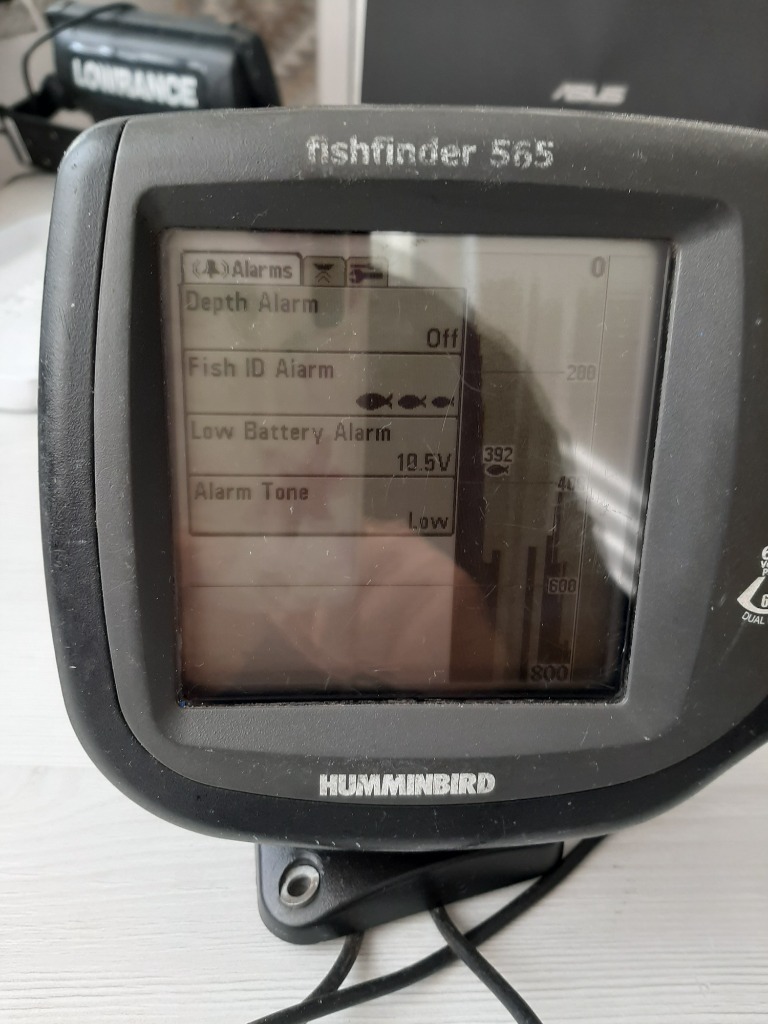 LOWRANCE
ASUS
fishfinder 565
Alarms
0
Depth Alarm
Off
200
Fish ID Alarm
Low Battery Alarm
10.5V
392
400
Alarm Tone
Low
600
800
DUAL
HUMMINBIRD